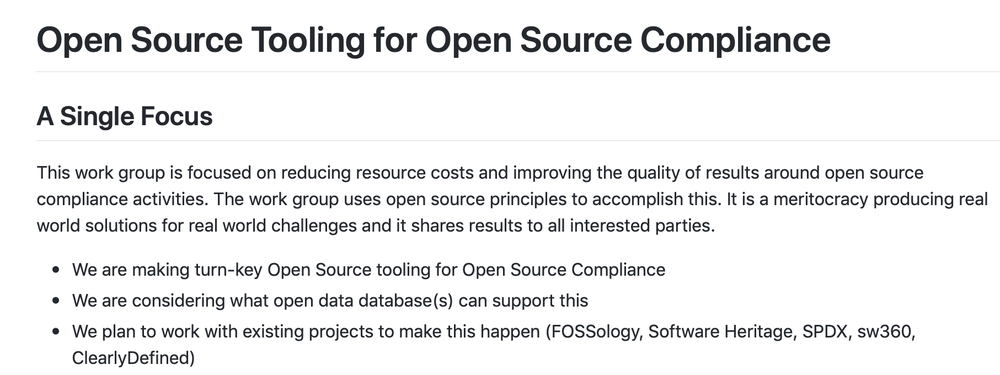 Open Source Tooling for Open Source Compliance
A Single Focus
This work group is focused on reducing resource costs and improving the quality of results around open source
compliance activities. The work group uses open source principles to accomplish this. It is a meritocracy producing real
world solutions for real world challenges and it shares results to all interested parties.
• We are making turn-key Open Source tooling for Open Source Compliance
• We are considering what open data database(s) can support this
• We plan to work with existing projects to make this happen (FOSSology, Software Heritage, SPDX, sw360,
ClearlyDefined)